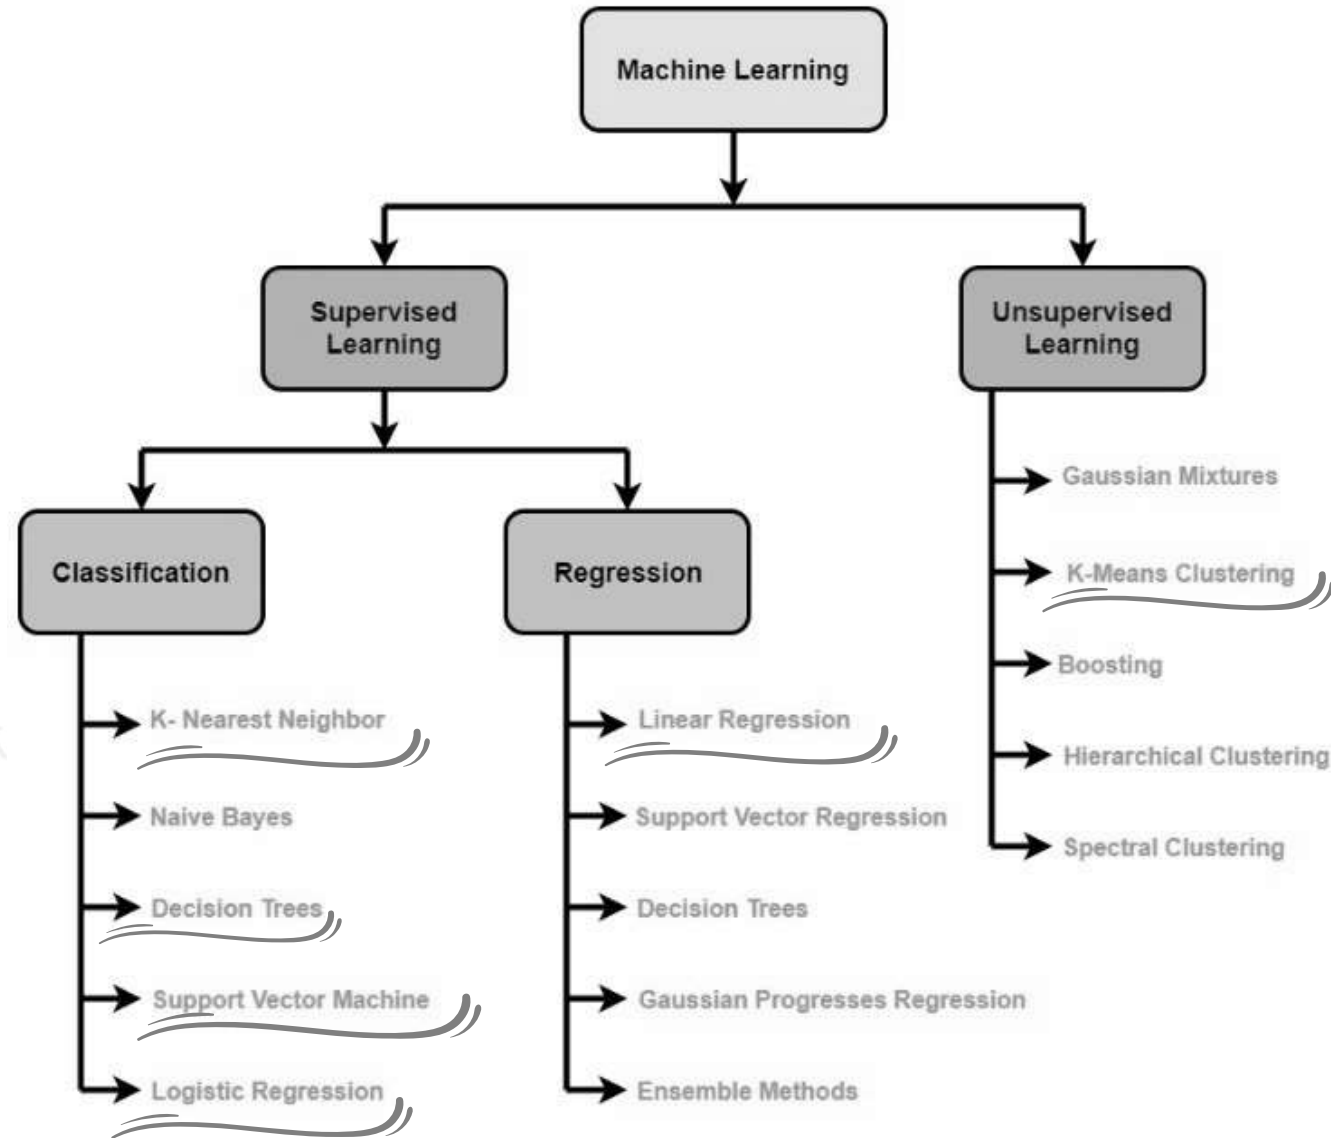 Machine Learning
Supervised
Learning
Unsupervised
Learning
Classification
K- Nearest Neighbor
Naive Bayes
Decision Trees
Support Vector Machine
Logistic Regression
Regression
Linear Regression
Support Vector Regression
Decision Trees
Gaussian Progresses Regression
Ensemble Methods
Gaussian Mixtures
K-Means Clustering
Boosting
Hierarchical Clustering
Spectral Clustering